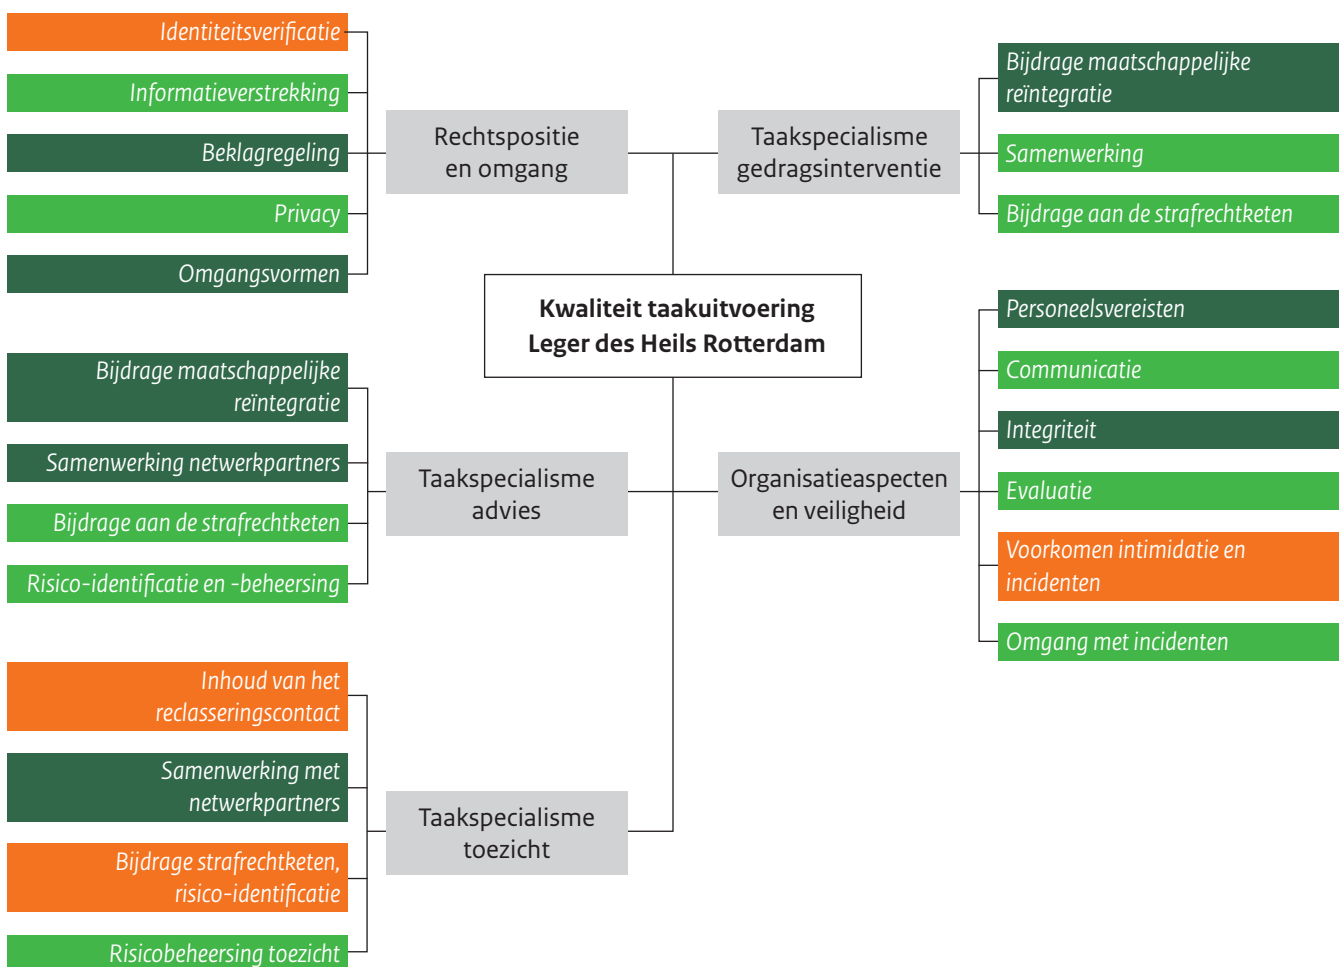 Identiteitsverificatie
Informatieverstrekking
Beklagregeling
Privacy
Omgangsvormen
Rechtspositie
en omgang
Taakspecialisme
gedragsinterventie
Bijdrage maatschappelijke
reïntegratie
Samenwerking
Bijdrage aan de strafrechtketen
Kwaliteit taakuitvoering
Leger des Heils Rotterdam
Bijdrage maatschappelijke
reïntegratie
Samenwerking netwerkpartners
Bijdrage aan de strafrechtketen
Risico-identificatie en -beheersing
Taakspecialisme
advies
Organisatieaspecten
en veiligheid
Personeelsvereisten
Communicatie
Integriteit
Evaluatie
Voorkomen intimidatie en
incidenten
Omgang met incidenten
Inhoud van het
reclasseringscontact
Samenwerking met
netwerkpartners
Bijdrage strafrechtketen,
risico-identificatie
Risicobeheersing toezicht
Taakspecialisme
toezicht